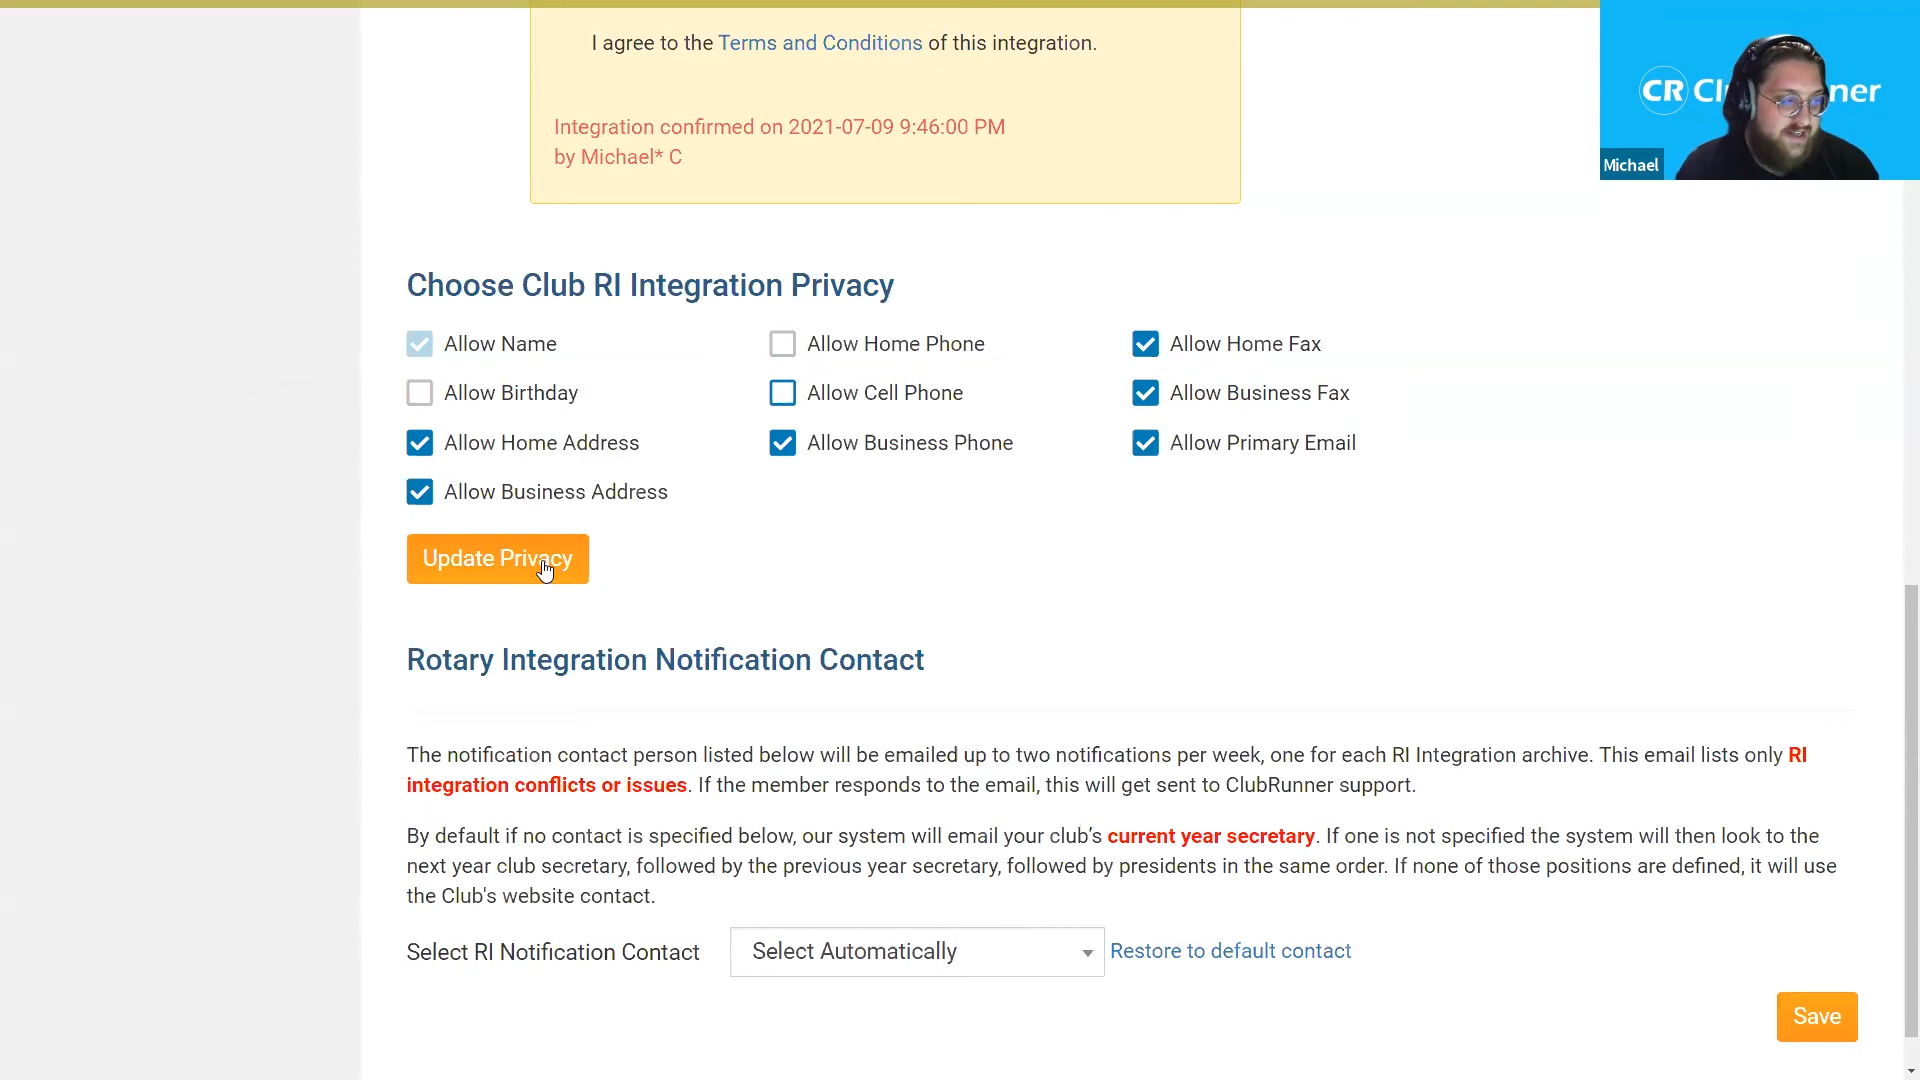 I agree to the Terms and Conditions of this integration.
Integration confirmed on 2021-07-09 9:46:00 PM
by Michael* C
CR Cl ner
Michael
Choose Club RI Integration Privacy
Allow Name
Allow Home Phone
Allow Home Fax
Allow Birthday
Allow Cell Phone
Allow Business Fax
Allow Home Address
Allow Business Phone
Allow Primary Email
Allow Business Address
Update Privacy
Rotary Integration Notification Contact
The notification contact person listed below will be emailed up to two notifications per week, one for each RI Integration archive. This email lists only RI
integration conflicts or issues. If the member responds to the email, this will get sent to ClubRunner support.
By default if no contact is specified below, our system will email your club’s current year secretary. If one is not specified the system will then look to the
next year club secretary, followed by the previous year secretary, followed by presidents in the same order. If none of those positions are defined, it will use
the Club's website contact.
Select RI Notification Contact
Select Automatically
Restore to default contact
Save